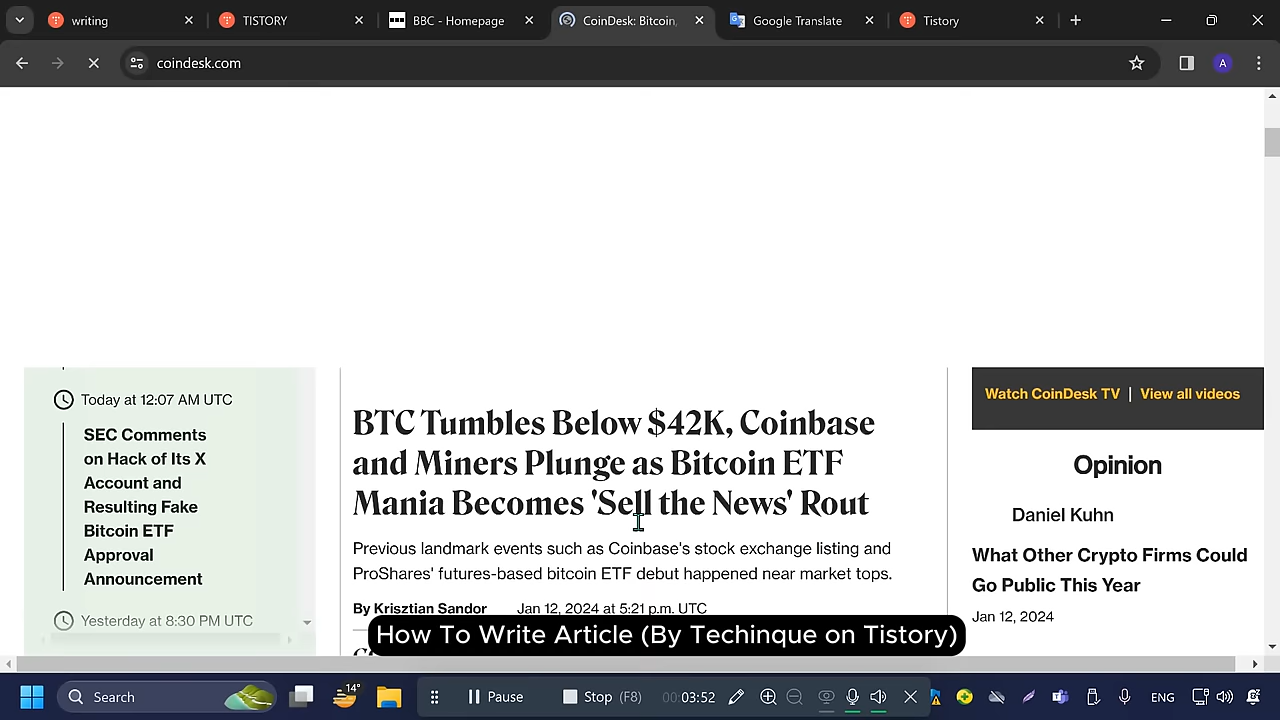 writing
TISTORY
BBC - Homepage
CoinDesk: Bitcoin,
Google Translate
Tistory
coindesk.com
A
Today at 12:07 AM UTC
SEC Comments
on Hack of Its X
Account and
Resulting Fake
Bitcoin ETF
Approval
Announcement
Yesterday at 8:30 PM UTC
BTC Tumbles Below $42K, Coinbase
and Miners Plunge as Bitcoin ETF
Mania Becomes 'Sell the News' Rout
Previous landmark events such as Coinbase's stock exchange listing and
ProShares' futures-based bitcoin ETF debut happened near market tops.
By Krisztian Sandor Jan 12, 2024 at 5:21 p.m. UTC
Watch CoinDesk TV | View all videos
Opinion
Daniel Kuhn
What Other Crypto Firms Could
Go Public This Year
Jan 12, 2024
How To Write Article (By Techinque on Tistory)
Search
14°
Pause
Stop (F8)
00:03:52
ENG